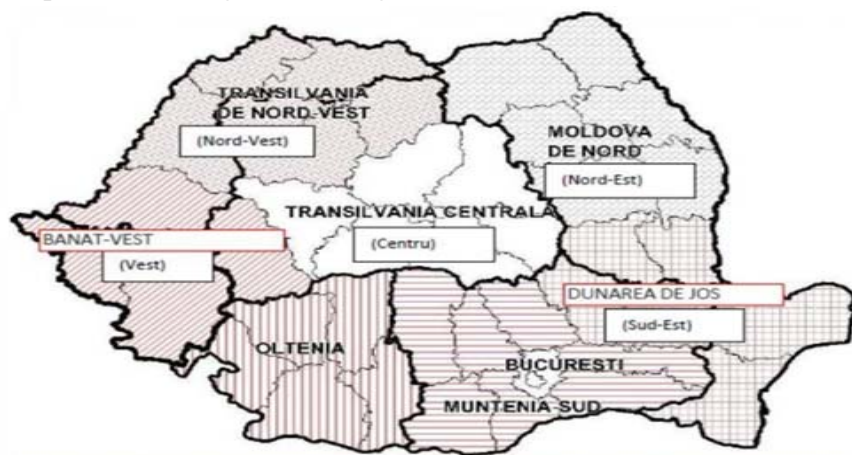 TRANSILVANIA
DE NORD-VEST
(Nord-Vest)
MOLDOVA
DE NORD
(Nord-Est)
TRANSILVANIA CENTRALA
(Centru)
BANAT-VEST
(Vest)
DUNAREA DE JOS
(Sud-Est)
OLTENIA
BUCURESTI
MUNTENIA SUD